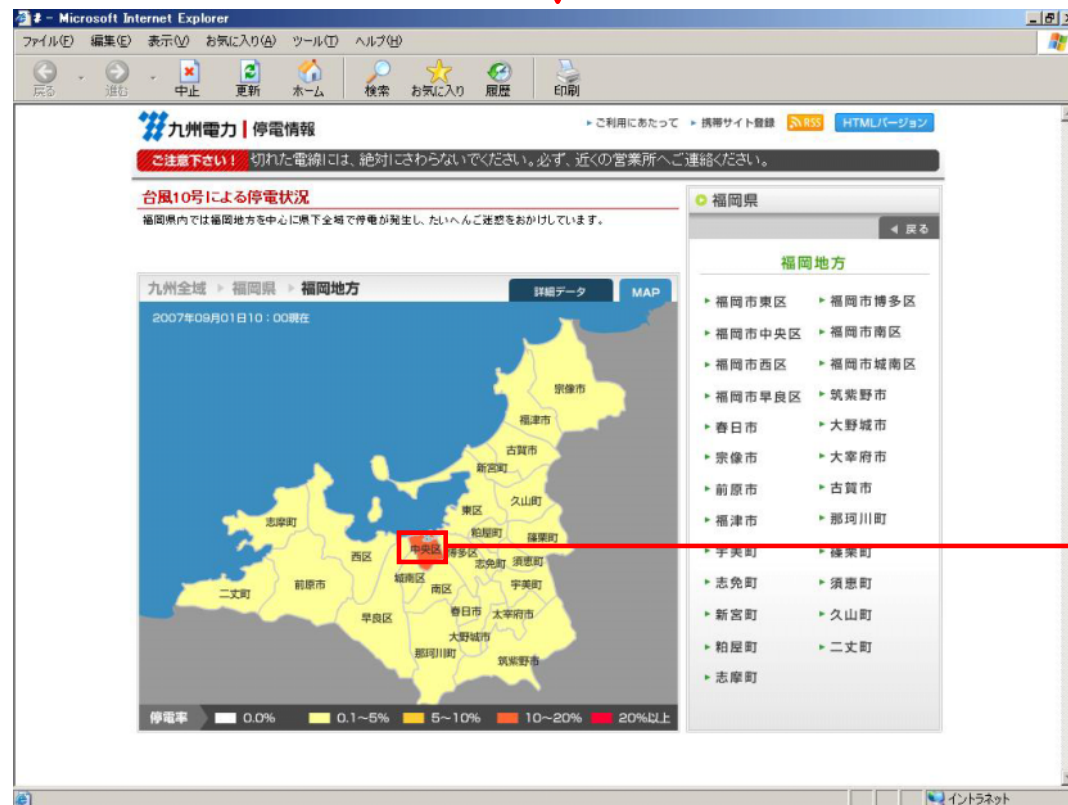 - Microsoft Internet Explorer
ファイル(F) 編集(E) 表示(V) お気に入り(A) ツール(T) ヘルプ(H)
戻る 進む 中止 更新 ホーム 検索 お気に入り 履歴 印刷
九州電力 停電情報
ご利用にあたって 携帯サイト登録 RSS HTMLバージョン
ご注意下さい! 切れた電線には、絶対にさわらないでください。必ず、近くの営業所へご連絡ください。
台風10号による停電状況
福岡県内では福岡地方を中心に県下全域で停電が発生し、たいへんご迷惑をおかけしています。
九州全域 福岡県 福岡地方
詳細データ MAP
2007年09月01日10:00現在
宗像市
福津市
古賀市
新宮町
久山町
東区
志摩町
粕屋町
篠栗町
中央区
博多区
西区
志免町
須恵町
城南区
前原市
南区
宇美町
二丈町
早良区
春日市
太宰府市
大野城市
那珂川町
筑紫野市
停電率 0.0% 0.1~5% 5~10% 10~20% 20%以上
福岡県
戻る
福岡地方
福岡市東区 福岡市博多区
福岡市中央区 福岡市南区
福岡市西区 福岡市城南区
福岡市早良区 筑紫野市
春日市 大野城市
宗像市 太宰府市
前原市 古賀市
福津市 那珂川町
宇美町 篠栗町
志免町 須恵町
新宮町 久山町
粕屋町 二丈町
志摩町
イントラネット